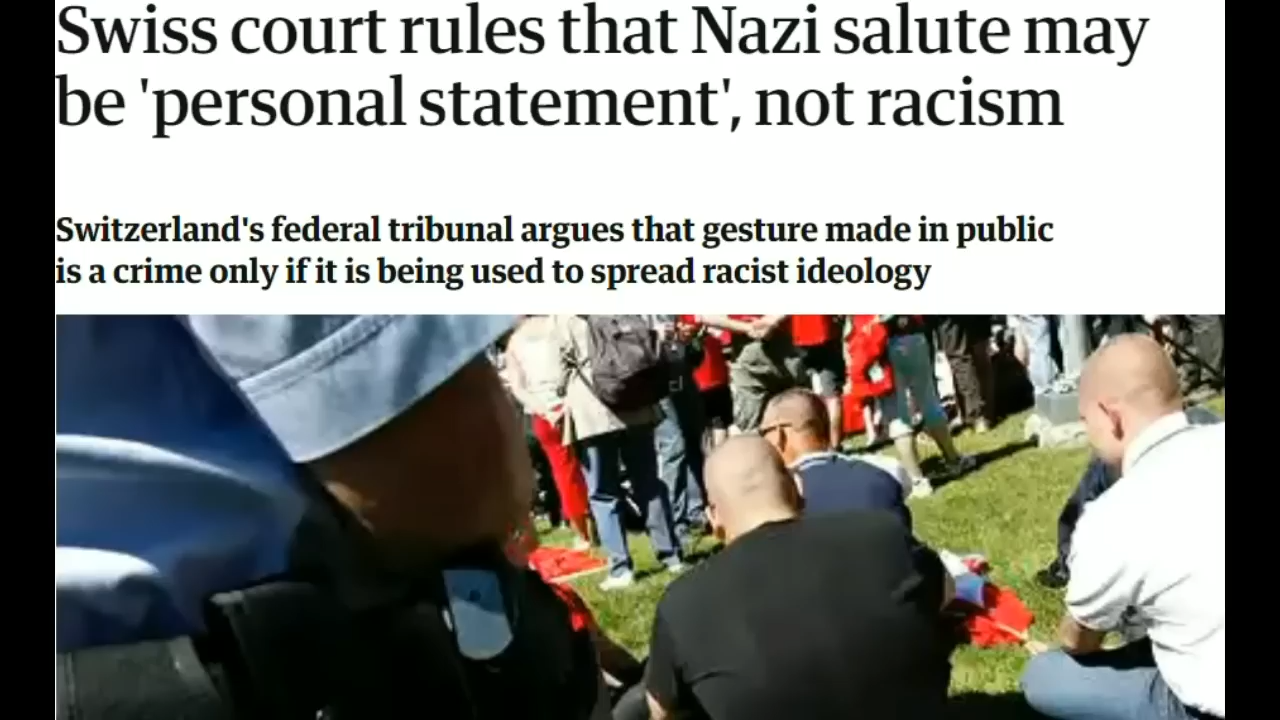 Swiss court rules that Nazi salute may
be 'personal statement', not racism
Switzerland's federal tribunal argues that gesture made in public
is a crime only if it is being used to spread racist ideology